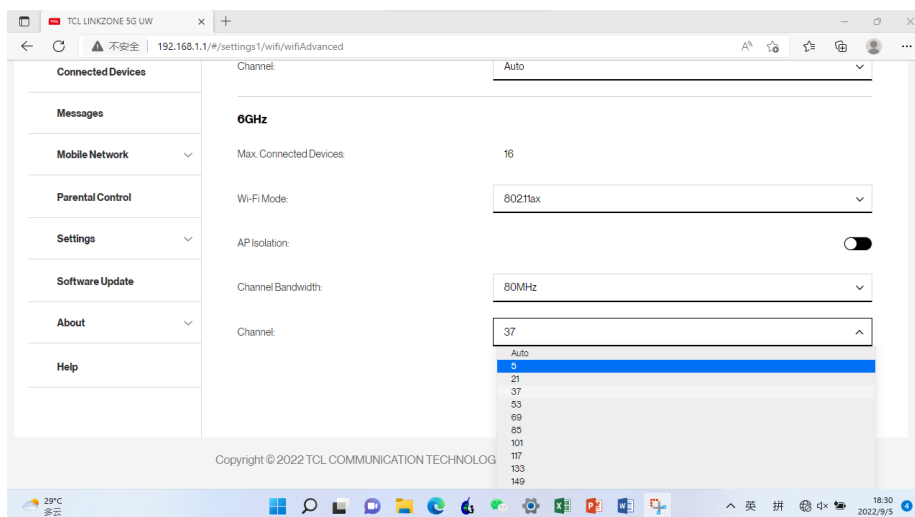 TCL LINKZONE 5G UW
不安全 192.168.1.1/#/settings1/wifi/wifiAdvanced
Connected Devices
Channel: Auto
Messages
6GHz
Mobile Network
Max. Connected Devices: 16
Parental Control
Wi-Fi Mode: 802.11ax
Settings
AP Isolation:
Software Update
Channel Bandwidth: 80MHz
About
Channel: 37
Help
Auto
5
21
37
53
69
85
101
117
133
149
Copyright © 2022 TCL COMMUNICATION TECHNOLOG
29°C
多云
英 拼
18:30
2022/9/5
4